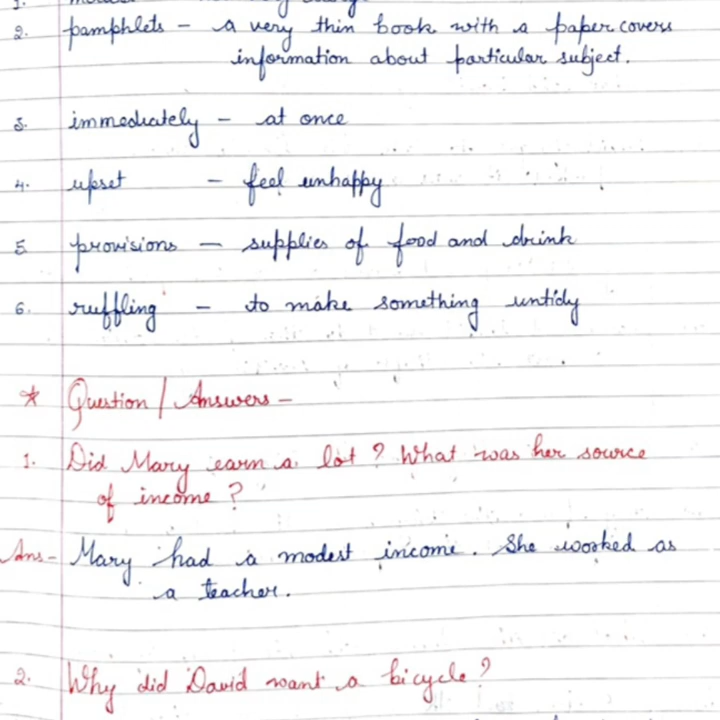 2. pamphlets - a very thin book with a paper covers
information about particular subject.
3. immediately - at once
4. upset - feel unhappy
5. provisions - supplies of food and drink
6. ruffling - to make something untidy
* Question / Answers -
1. Did Mary earn a lot ? What was her source
of income ?
Ans- Mary had a modest income. She worked as
a teacher.
2. Why did David want a bicycle ?